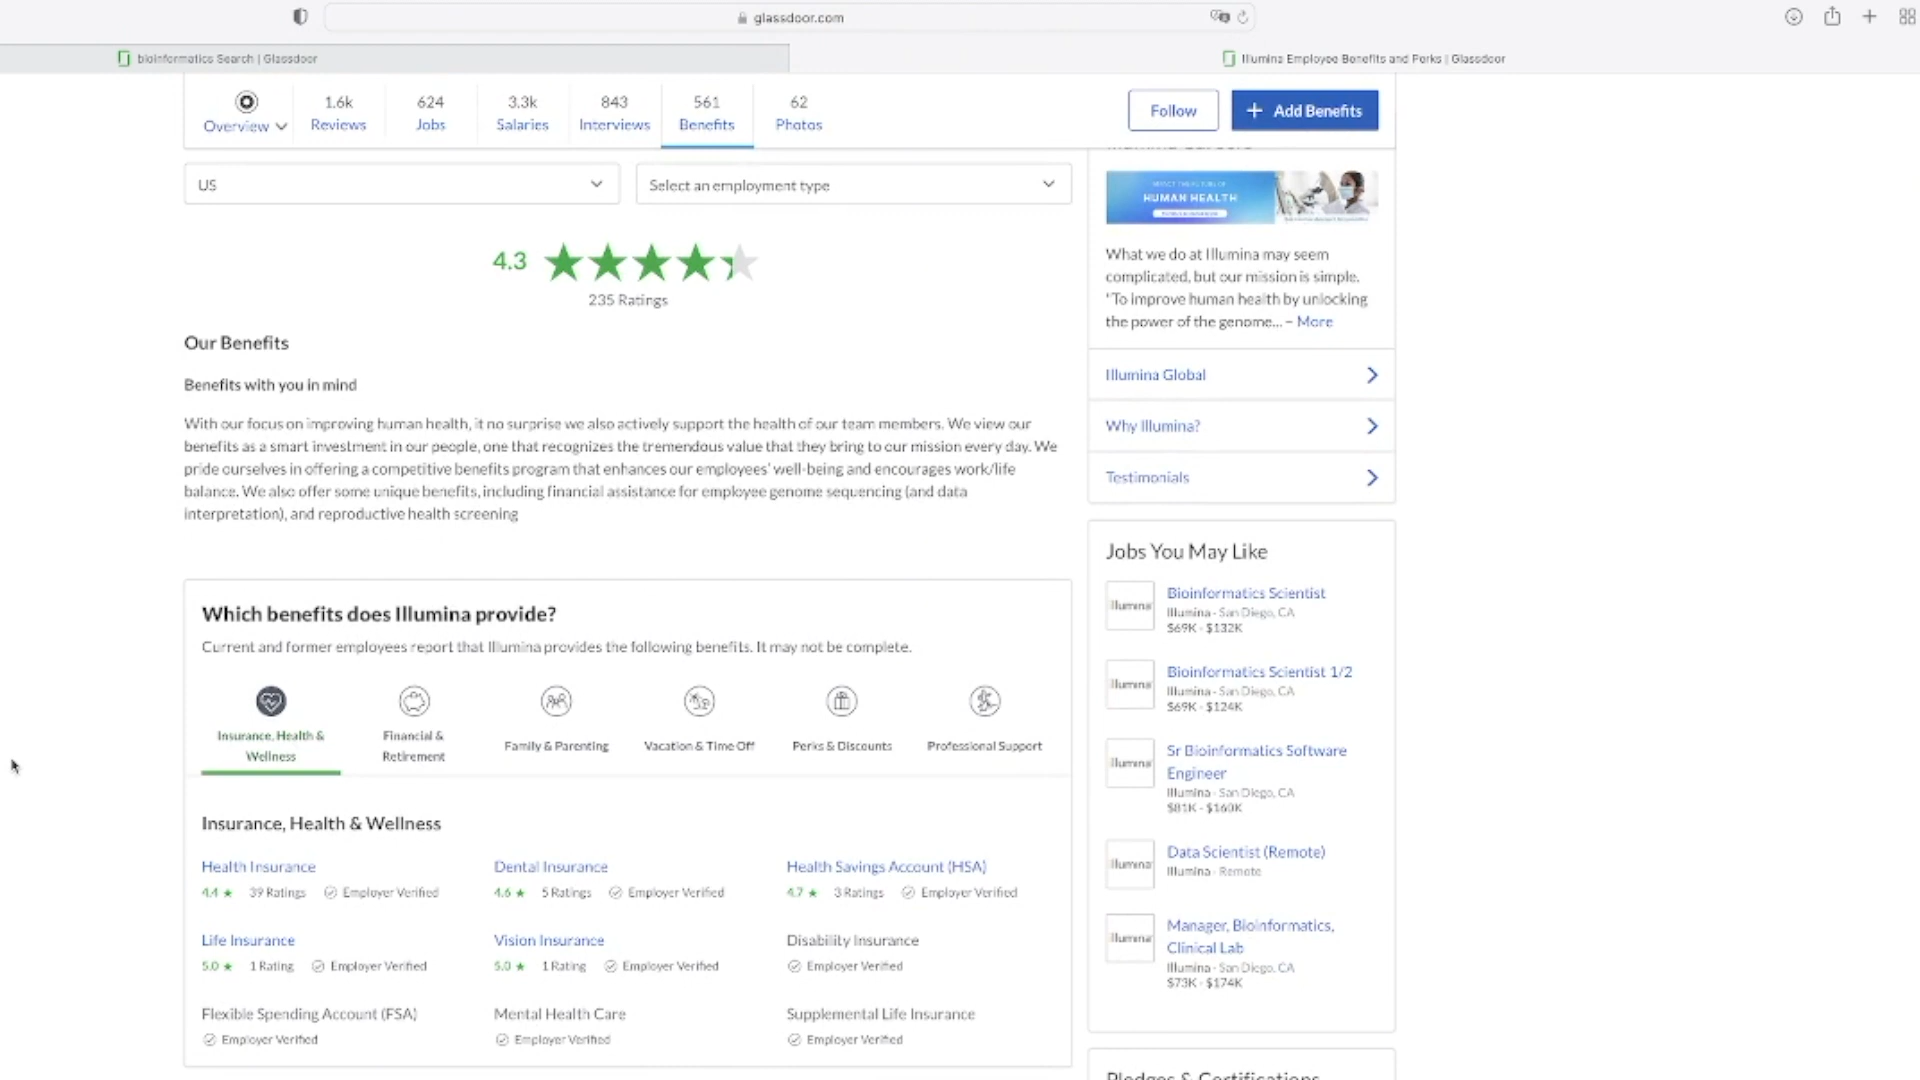 glassdoor.com
bioinformatics Search | Glassdoor
Illumina Employee Benefits and Perks | Glassdoor
Overview
1.6k
Reviews
624
Jobs
3.3k
Salaries
843
Interviews
561
Benefits
62
Photos
Follow
+ Add Benefits
US
Select an employment type
4.3
235 Ratings
Our Benefits
Benefits with you in mind
With our focus on improving human health, it no surprise we also actively support the health of our team members. We view our
benefits as a smart investment in our people, one that recognizes the tremendous value that they bring to our mission every day. We
pride ourselves in offering a competitive benefits program that enhances our employees' well-being and encourages work/life
balance. We also offer some unique benefits, including financial assistance for employee genome sequencing (and data
interpretation), and reproductive health screening
Which benefits does Illumina provide?
Current and former employees report that Illumina provides the following benefits. It may not be complete.
Insurance, Health &
Wellness
Financial &
Retirement
Family & Parenting
Vacation & Time Off
Perks & Discounts
Professional Support
Insurance, Health & Wellness
Health Insurance
4.4 ★ 39 Ratings Employer Verified
Dental Insurance
4.6 ★ 5 Ratings Employer Verified
Health Savings Account (HSA)
4.7 ★ 3 Ratings Employer Verified
Life Insurance
5.0 ★ 1 Rating Employer Verified
Vision Insurance
5.0 ★ 1 Rating Employer Verified
Disability Insurance
Employer Verified
Flexible Spending Account (FSA)
Employer Verified
Mental Health Care
Employer Verified
Supplemental Life Insurance
Employer Verified
HUMAN HEALTH
What we do at Illumina may seem
complicated, but our mission is simple.
"To improve human health by unlocking
the power of the genome... – More
Illumina Global
Why Illumina?
Testimonials
Jobs You May Like
illumina
Bioinformatics Scientist
Illumina - San Diego, CA
$69K - $132K
illumina
Bioinformatics Scientist 1/2
Illumina - San Diego, CA
$69K - $124K
illumina
Sr Bioinformatics Software
Engineer
Illumina - San Diego, CA
$81K - $160K
illumina
Data Scientist (Remote)
Illumina - Remote
illumina
Manager, Bioinformatics,
Clinical Lab
Illumina - San Diego, CA
$73K - $174K
Pledges & Certifications